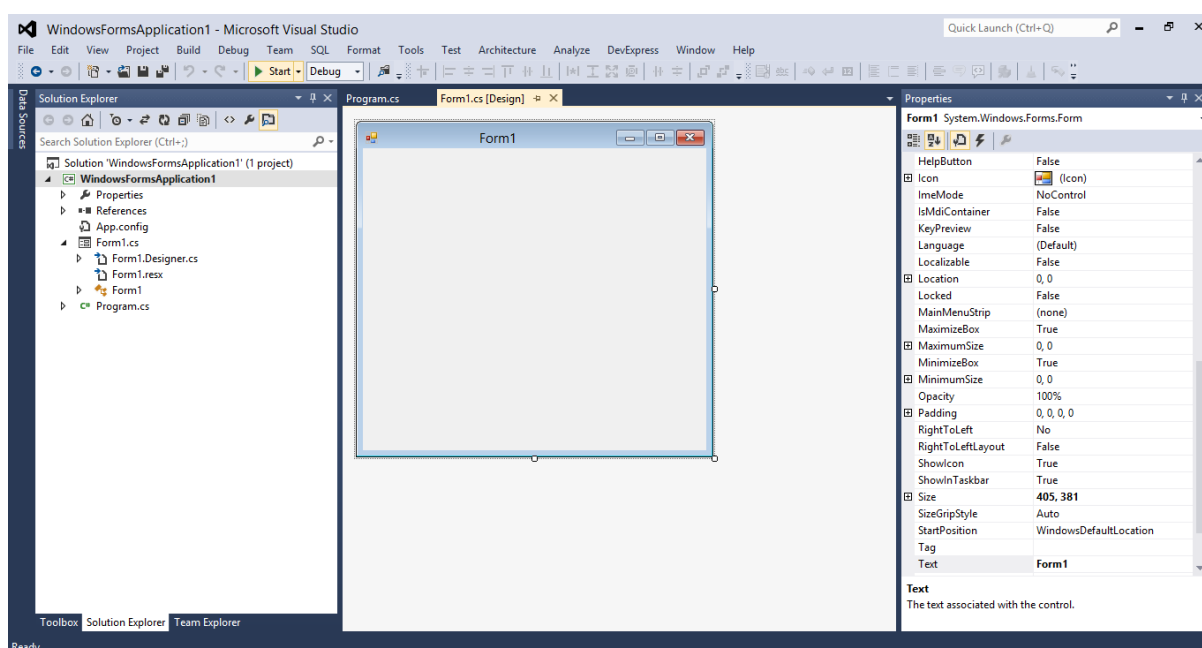 WindowsFormsApplication1 - Microsoft Visual Studio
Quick Launch (Ctrl+Q)
File Edit View Project Build Debug Team SQL Format Tools Test Architecture Analyze DevExpress Window Help
Start Debug
Data Sources
Solution Explorer
Search Solution Explorer (Ctrl+;)
Solution 'WindowsFormsApplication1' (1 project)
C# WindowsFormsApplication1
Properties
References
App.config
Form1.cs
Form1.Designer.cs
Form1.resx
Form1
C# Program.cs
Toolbox Solution Explorer Team Explorer
Program.cs Form1.cs [Design]
Form1
Properties
Form1 System.Windows.Forms.Form
HelpButton False
Icon (Icon)
ImeMode NoControl
IsMdiContainer False
KeyPreview False
Language (Default)
Localizable False
Location 0, 0
Locked False
MainMenuStrip (none)
MaximizeBox True
MaximumSize 0, 0
MinimizeBox True
MinimumSize 0, 0
Opacity 100%
Padding 0, 0, 0, 0
RightToLeft No
RightToLeftLayout False
ShowIcon True
ShowInTaskbar True
Size 405, 381
SizeGripStyle Auto
StartPosition WindowsDefaultLocation
Tag
Text Form1
Text
The text associated with the control.
Ready